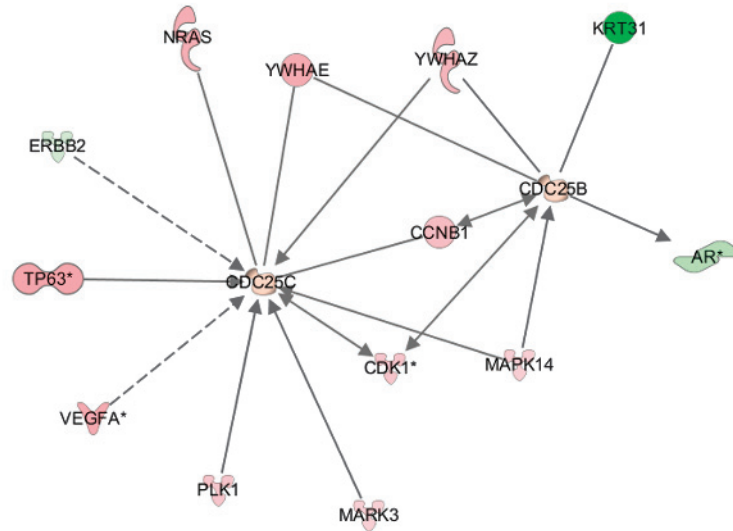 NRAS
YWHAE
YWHAZ
KRT31
ERBB2
CDC25B
CCNB1
AR*
TP63*
CDC25C
CDK1*
MAPK14
VEGFA*
PLK1
MARK3